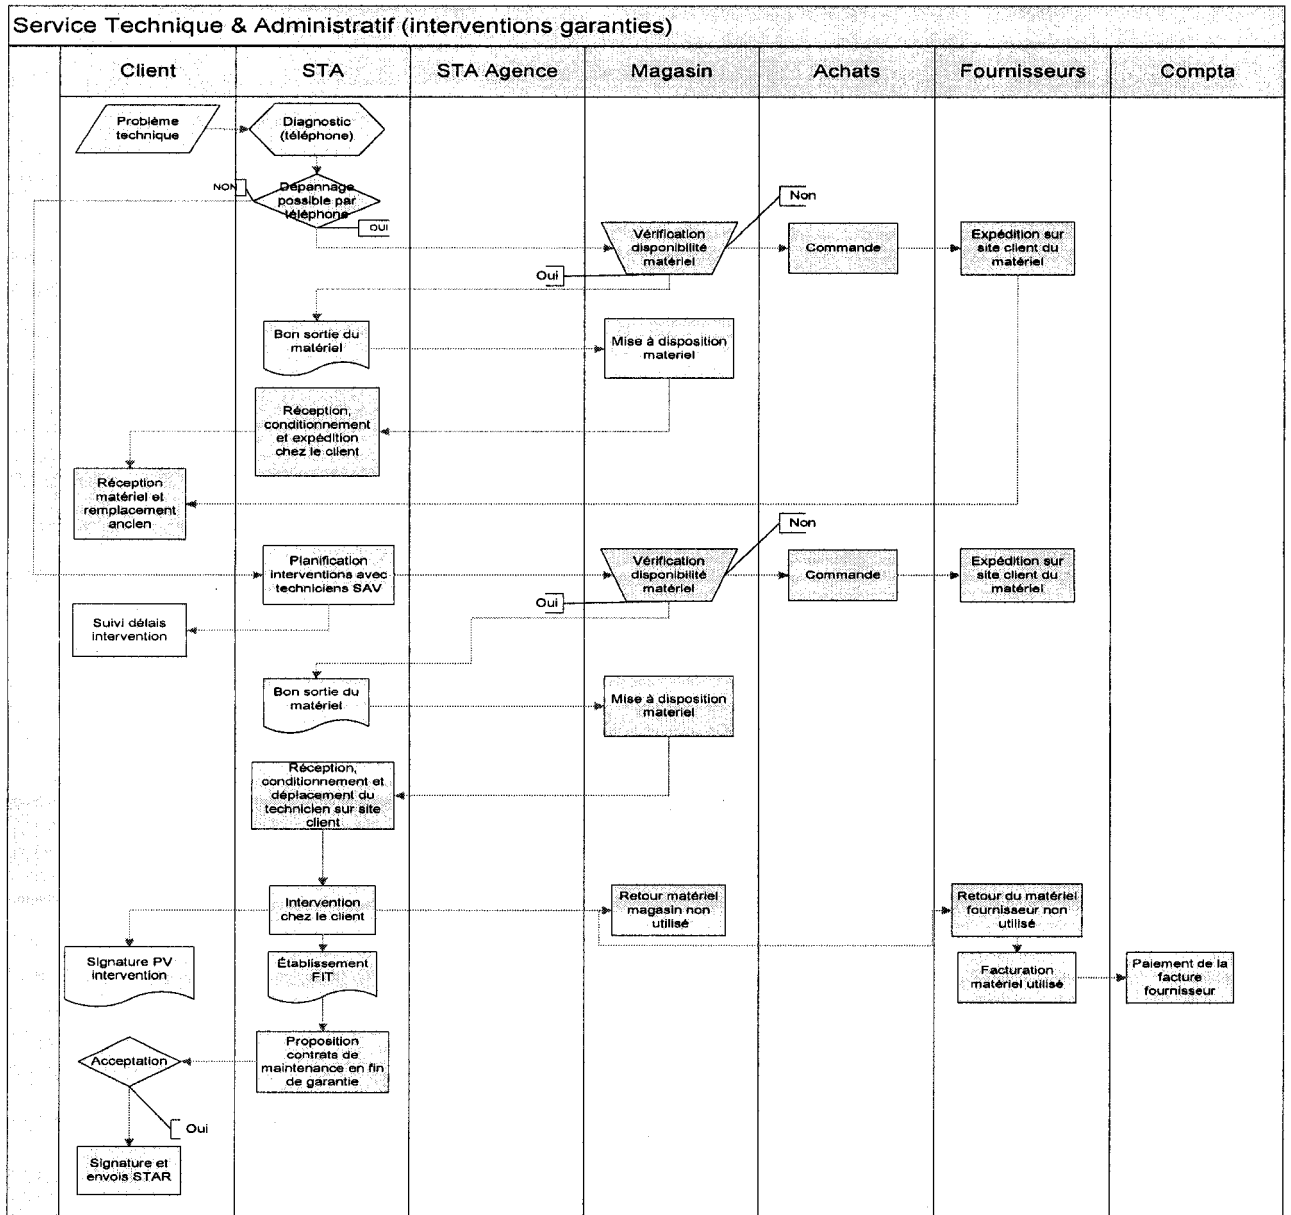 Service Technique & Administratif (interventions garanties)
Client
STA
STA Agence
Magasin
Achats
Fournisseurs
Compta
Problème
technique
Diagnostic
(téléphone)
NON
Dépannage
possible par
téléphone
OUI
Vérification
disponibilité
matériel
Non
Oui
Commande
Expédition sur
site client du
matériel
Bon sortie du
matériel
Mise à disposition
materiel
Réception,
conditionnement
et expédition
chez le client
Réception
matériel et
remplacement
ancien
Planification
interventions avec
techniciens SAV
Vérification
disponibilité
matériel
Non
Oui
Commande
Expédition sur
site client du
matériel
Suivi délais
intervention
Bon sortie du
matériel
Mise à disposition
materiel
Réception,
conditionnement et
déplacement du
technicien sur site
client
Intervention
chez le client
Retour matériel
magasin non
utilisé
Retour du matériel
fournisseur non
utilisé
Signature PV
intervention
Établissement
FIT
Facturation
matériel utilisé
Paiement de la
facture
fournisseur
Acceptation
Proposition
contrats de
maintenance en fin
de garantie
Oui
Signature et
envois STAR